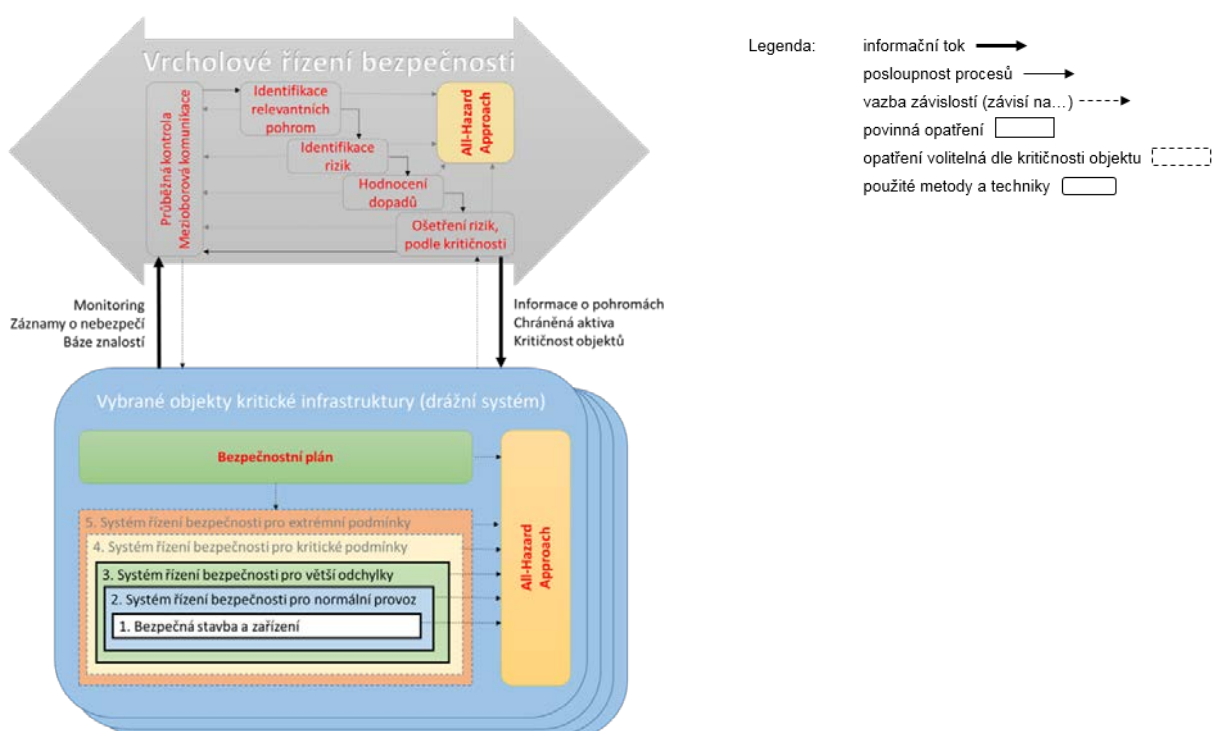 Vrcholové řízení bezpečnosti
Průběžná kontrola
Mezioborová komunikace
Identifikace
relevantních
pohrom
Identifikace
rizik
Hodnocení
dopadů
Ošetření rizik,
podle kritičnosti
All-Hazard
Approach
Monitoring
Záznamy o nebezpečí
Báze znalostí
Informace o pohromách
Chráněná aktiva
Kritičnost objektů
Vybrané objekty kritické infrastruktury (drážní systém)
Bezpečnostní plán
5. Systém řízení bezpečnosti pro extrémní podmínky
4. Systém řízení bezpečnosti pro kritické podmínky
3. Systém řízení bezpečnosti pro větší odchylky
2. Systém řízení bezpečnosti pro normální provoz
1. Bezpečná stavba a zařízení
All-Hazard
Approach
Legenda:
informační tok
posloupnost procesů
vazba závislostí (závisí na…)
povinná opatření
opatření volitelná dle kritičnosti objektu
použité metody a techniky